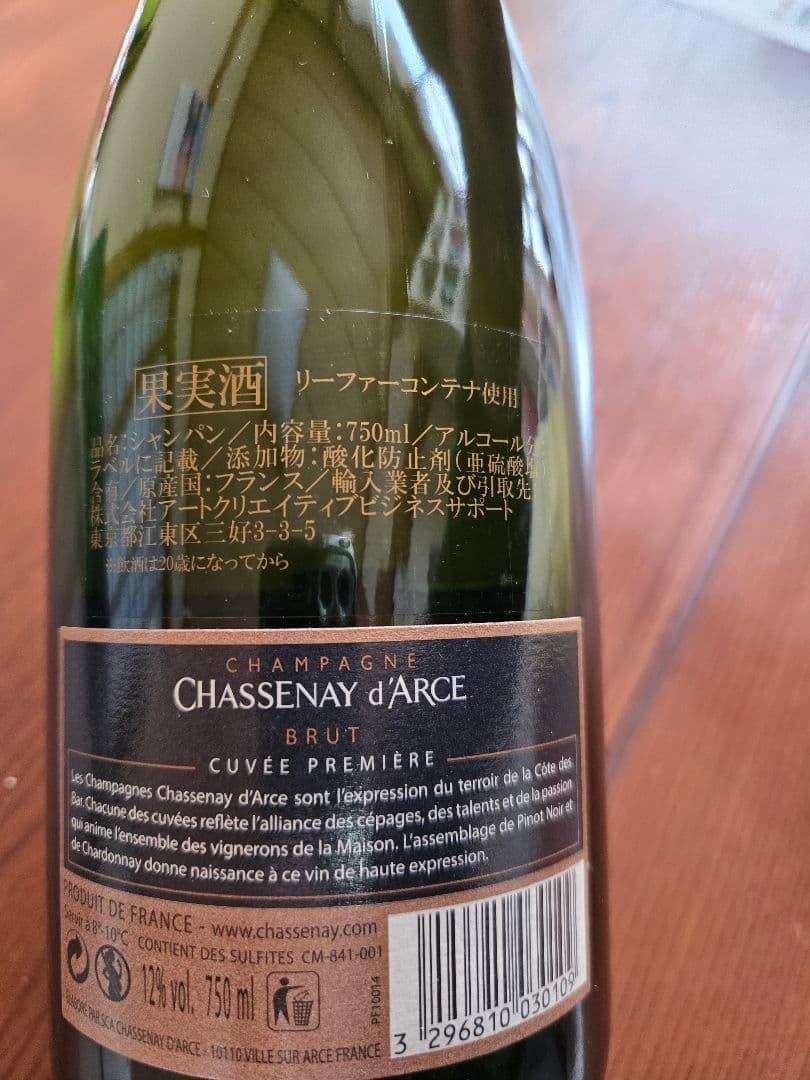 果実酒 リーファーコンテナ使用
品名:シャンパン/内容量:750ml/アルコール分:
ラベルに記載/添加物:酸化防止剤(亜硫酸塩)
含有/原産国:フランス/輸入業者及び引取先:
株式会社アートクリエイティブビジネスサポート
東京都江東区三好3-3-5
※飲酒は20歳になってから
CHAMPAGNE
CHASSENAY d'ARCE
BRUT
CUVÉE PREMIÈRE
Les Champagnes Chassenay d'Arce sont l'expression du terroir de la Côte des
Bar. Chacune des cuvées reflète l'alliance des cépages, des talents et de la passion
qui anime l'ensemble des vignerons de la Maison. L'assemblage de Pinot Noir et
de Chardonnay donne naissance à ce vin de haute expression.
PRODUIT DE FRANCE - www.chassenay.com
Servir à 8°-10°C CONTIENT DES SULFITES CM-841-001
12% vol. 750 ml
PF10014
ELABORÉ PAR SCA CHASSENAY D'ARCE - 10110 VILLE SUR ARCE FRANCE
3 296810 030109